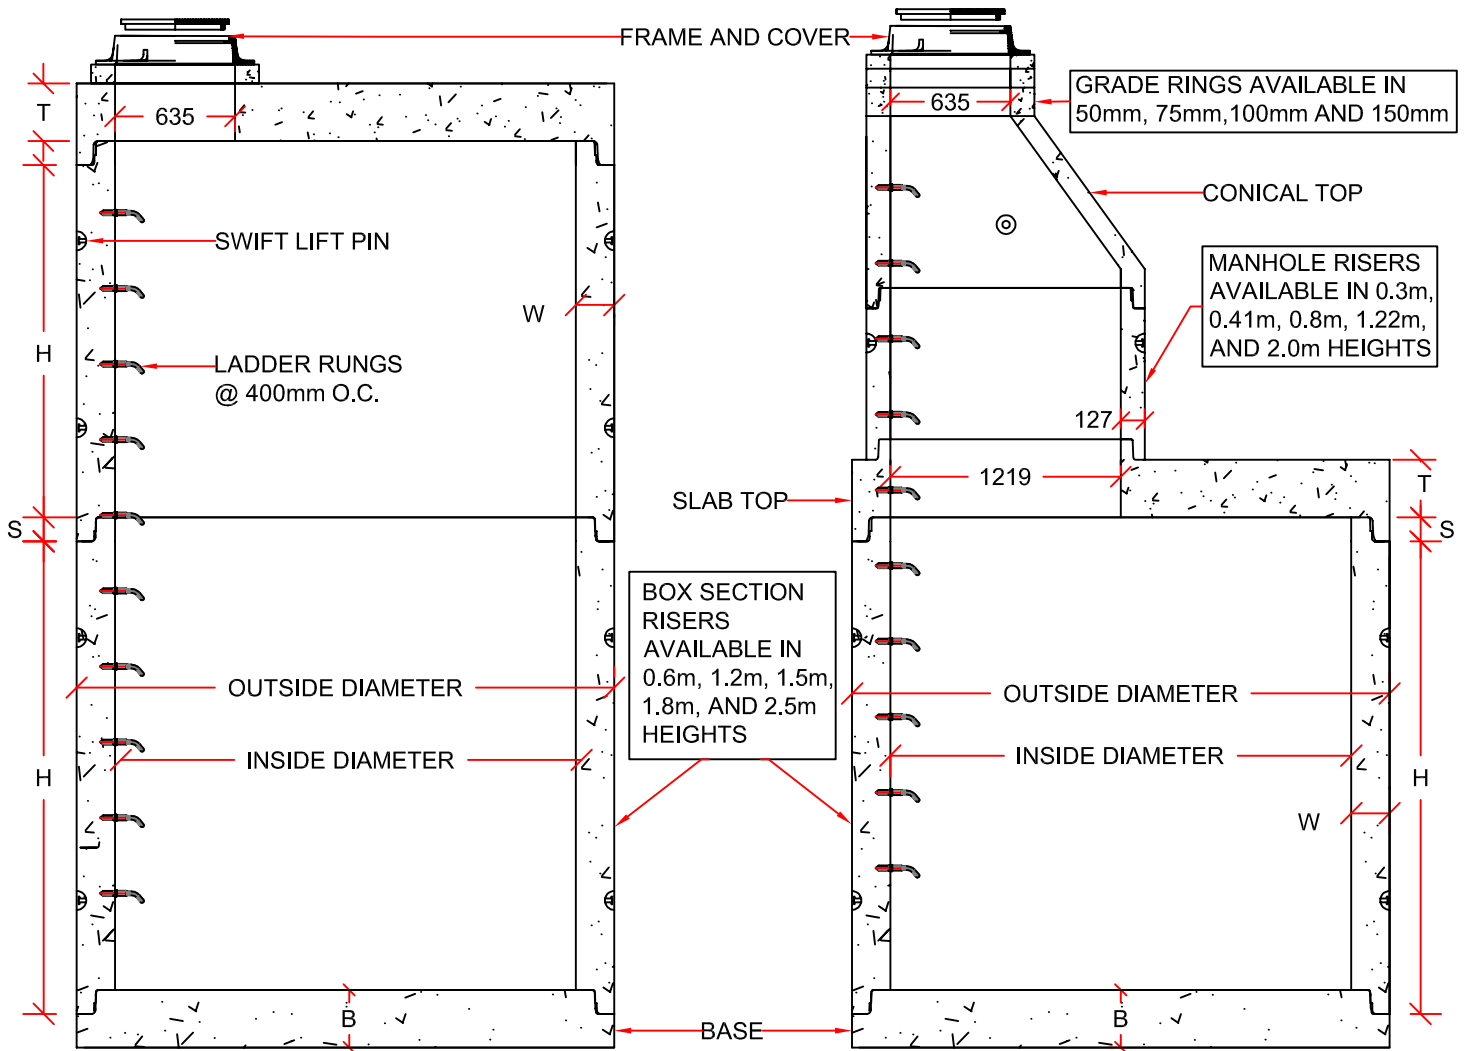 FRAME AND COVER
T
635
635
GRADE RINGS AVAILABLE IN
50mm, 75mm,100mm AND 150mm
CONICAL TOP
SWIFT LIFT PIN
MANHOLE RISERS
AVAILABLE IN 0.3m,
0.41m, 0.8m, 1.22m,
AND 2.0m HEIGHTS
W
H
LADDER RUNGS
@ 400mm O.C.
127
1219
T
SLAB TOP
S
S
BOX SECTION
RISERS
AVAILABLE IN
0.6m, 1.2m, 1.5m,
1.8m, AND 2.5m
HEIGHTS
OUTSIDE DIAMETER
OUTSIDE DIAMETER
INSIDE DIAMETER
INSIDE DIAMETER
H
H
W
B
BASE
B